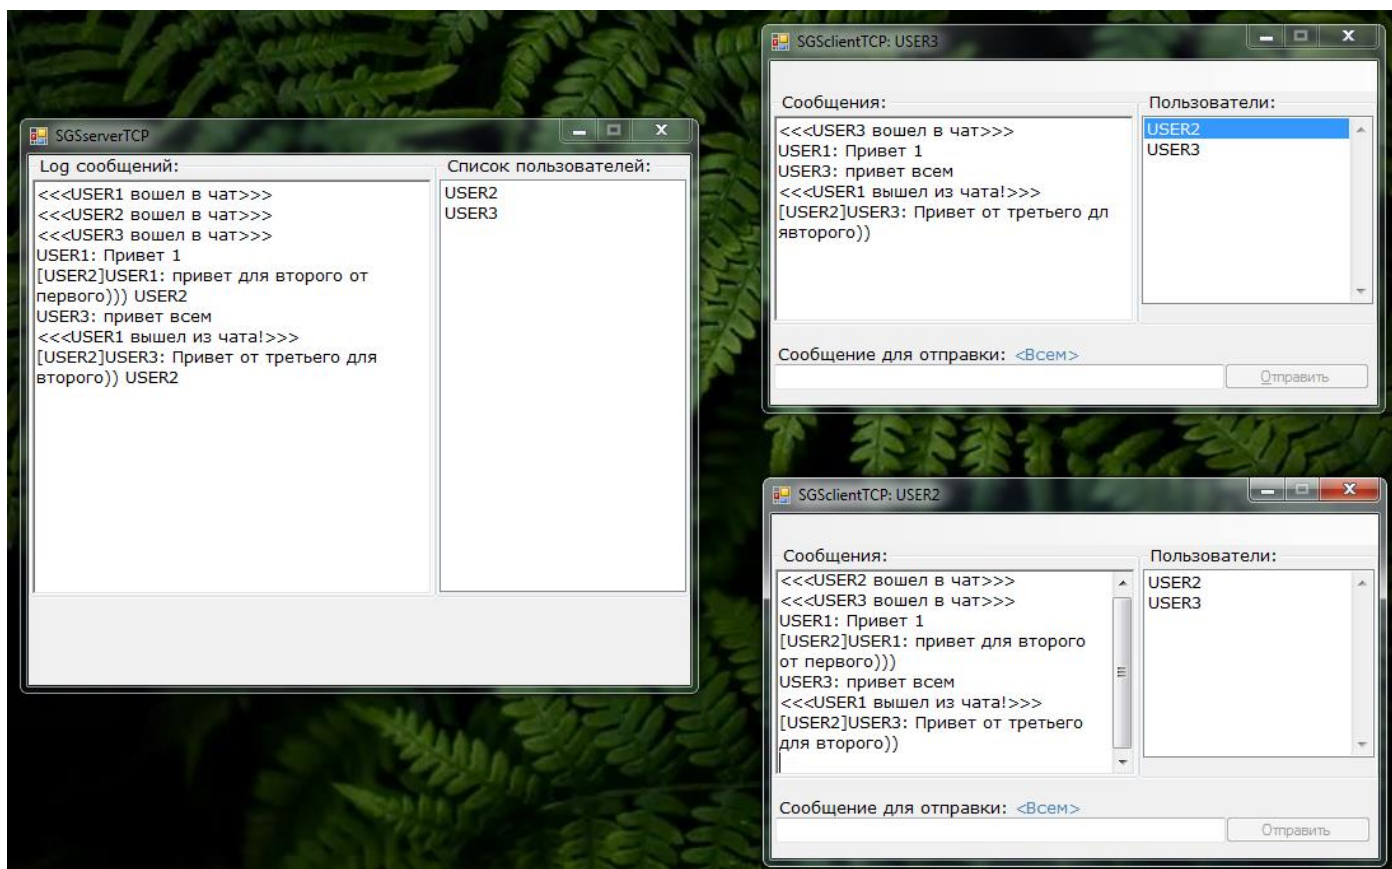 SGSserverTCP
Log сообщений:
Список пользователей:
<<<USER1 вошел в чат>>>
<<<USER2 вошел в чат>>>
<<<USER3 вошел в чат>>>
USER1: Привет 1
[USER2]USER1: привет для второго от
первого))) USER2
USER3: привет всем
<<<USER1 вышел из чата!>>>
[USER2]USER3: Привет от третьего для
второго)) USER2
USER2
USER3
SGSclientTCP: USER3
Сообщения:
Пользователи:
<<<USER3 вошел в чат>>>
USER1: Привет 1
USER3: привет всем
<<<USER1 вышел из чата!>>>
[USER2]USER3: Привет от третьего дл
явторого))
USER2
USER3
Сообщение для отправки: <Всем>
Отправить
SGSclientTCP: USER2
Сообщения:
Пользователи:
<<<USER2 вошел в чат>>>
<<<USER3 вошел в чат>>>
USER1: Привет 1
[USER2]USER1: привет для второго
от первого)))
USER3: привет всем
<<<USER1 вышел из чата!>>>
[USER2]USER3: Привет от третьего
для второго))
USER2
USER3
Сообщение для отправки: <Всем>
Отправить